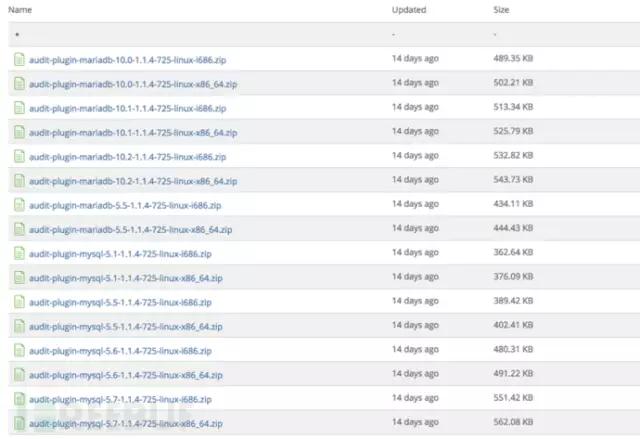 Name Updated Size
* - -
audit-plugin-mariadb-10.0-1.1.4-725-linux-i686.zip 14 days ago 489.35 KB
audit-plugin-mariadb-10.0-1.1.4-725-linux-x86_64.zip 14 days ago 502.21 KB
audit-plugin-mariadb-10.1-1.1.4-725-linux-i686.zip 14 days ago 513.34 KB
audit-plugin-mariadb-10.1-1.1.4-725-linux-x86_64.zip 14 days ago 525.79 KB
audit-plugin-mariadb-10.2-1.1.4-725-linux-i686.zip 14 days ago 532.82 KB
audit-plugin-mariadb-10.2-1.1.4-725-linux-x86_64.zip 14 days ago 543.73 KB
audit-plugin-mariadb-5.5-1.1.4-725-linux-i686.zip 14 days ago 434.11 KB
audit-plugin-mariadb-5.5-1.1.4-725-linux-x86_64.zip 14 days ago 444.43 KB
audit-plugin-mysql-5.1-1.1.4-725-linux-i686.zip 14 days ago 362.64 KB
audit-plugin-mysql-5.1-1.1.4-725-linux-x86_64.zip 14 days ago 376.09 KB
audit-plugin-mysql-5.5-1.1.4-725-linux-i686.zip 14 days ago 389.42 KB
audit-plugin-mysql-5.5-1.1.4-725-linux-x86_64.zip 14 days ago 402.41 KB
audit-plugin-mysql-5.6-1.1.4-725-linux-i686.zip 14 days ago 480.31 KB
audit-plugin-mysql-5.6-1.1.4-725-linux-x86_64.zip 14 days ago 491.22 KB
audit-plugin-mysql-5.7-1.1.4-725-linux-i686.zip 14 days ago 551.42 KB
audit-plugin-mysql-5.7-1.1.4-725-linux-x86_64.zip 14 days ago 562.08 KB